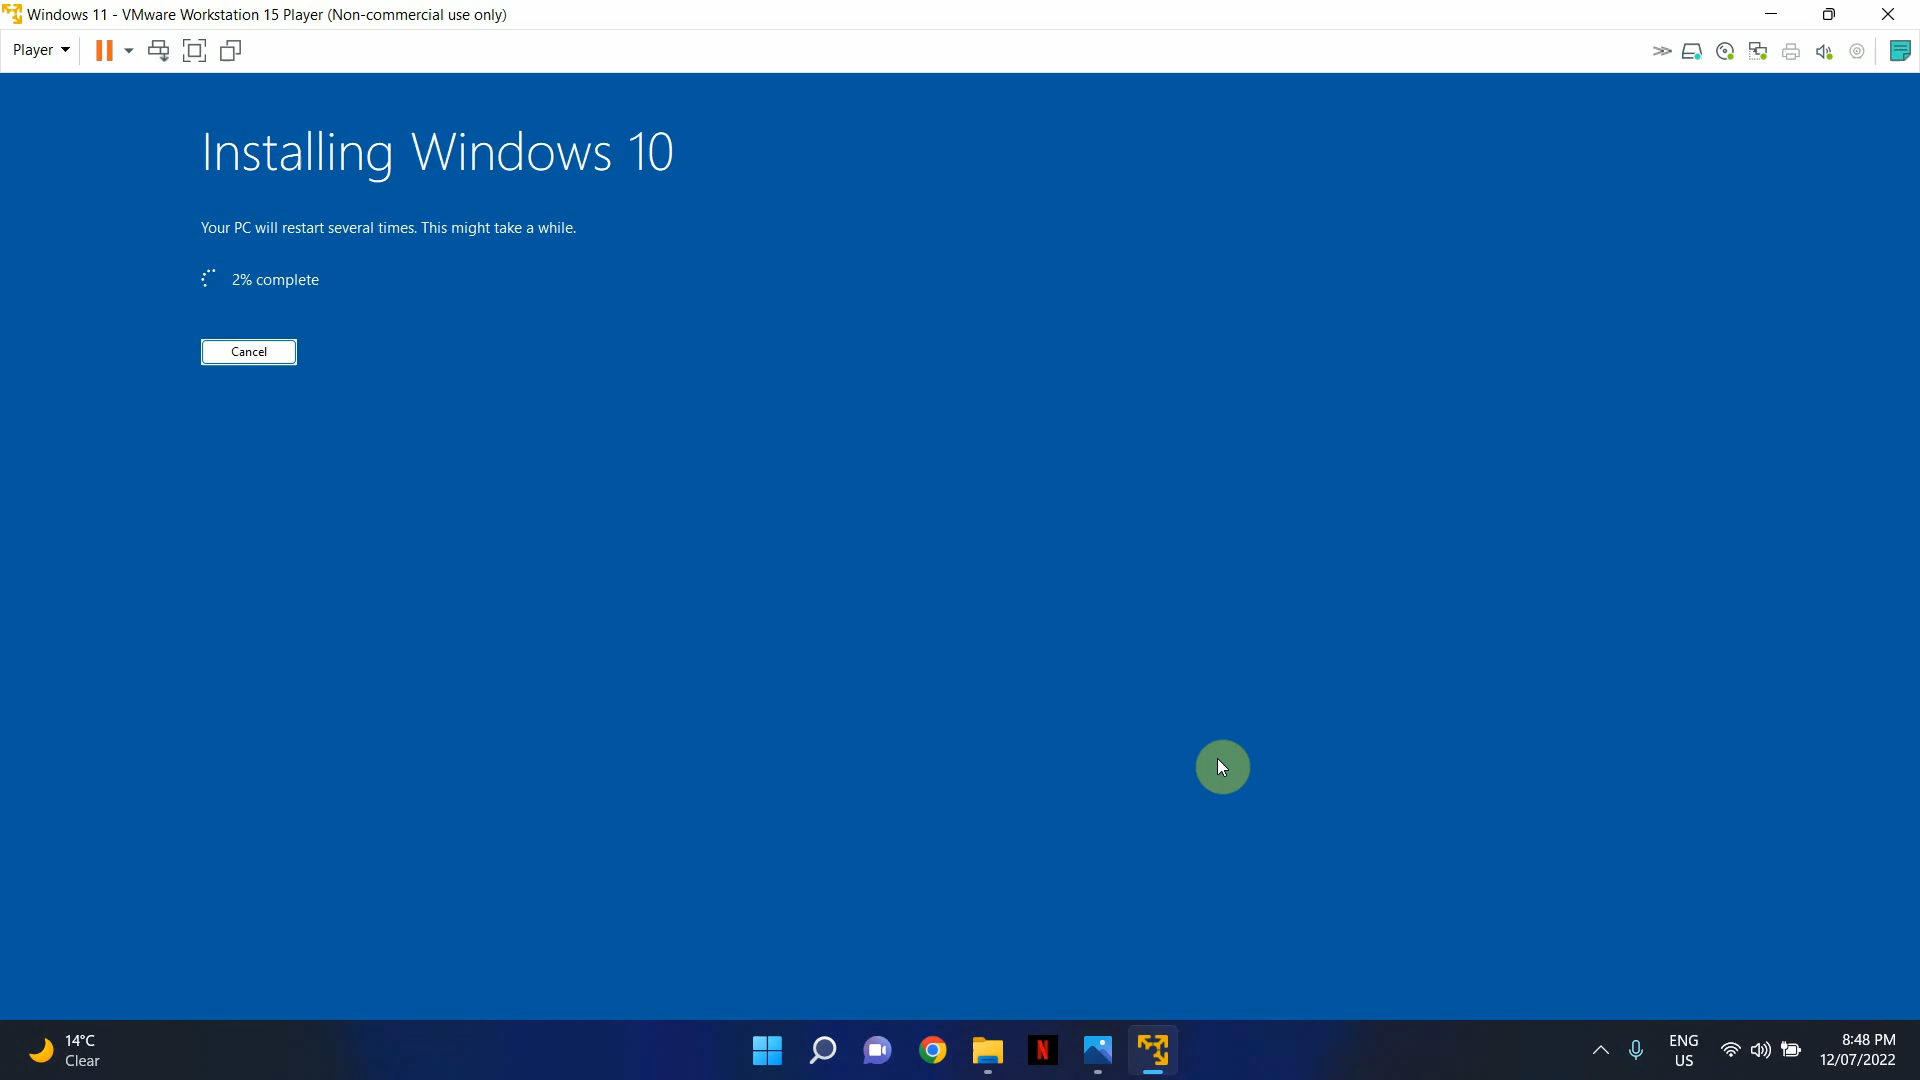 Windows 11 - VMware Workstation 15 Player (Non-commercial use only)
Player
Installing Windows 10
Your PC will restart several times. This might take a while.
2% complete
Cancel
14°C
Clear
N
ENG
US
8:48 PM
12/07/2022